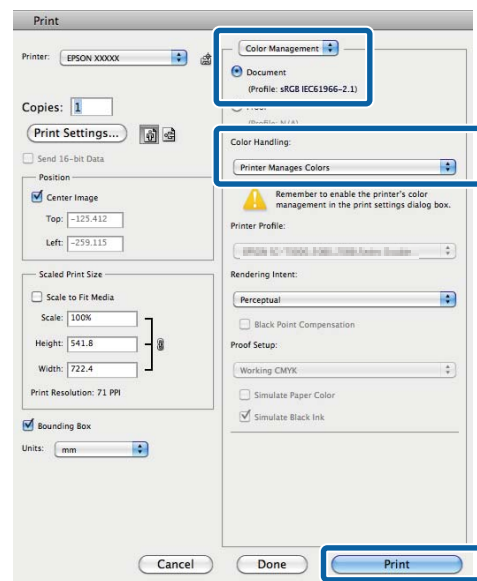 Print
Printer: EPSON XXXXX
Copies: 1
Print Settings...
Send 16-bit Data
Position
Center Image
Top: -125.412
Left: -259.115
Scaled Print Size
Scale to Fit Media
Scale: 100%
Height: 541.8
Width: 722.4
Print Resolution: 71 PPI
Bounding Box
Units: mm
Color Management
Document
(Profile: sRGB IEC61966-2.1)
Color Handling:
Printer Manages Colors
Remember to enable the printer's color
management in the print settings dialog
box.
Printer Profile:
Rendering Intent:
Perceptual
Black Point Compensation
Proof Setup:
Working CMYK
Simulate Paper Color
Simulate Black Ink
Cancel
Done
Print